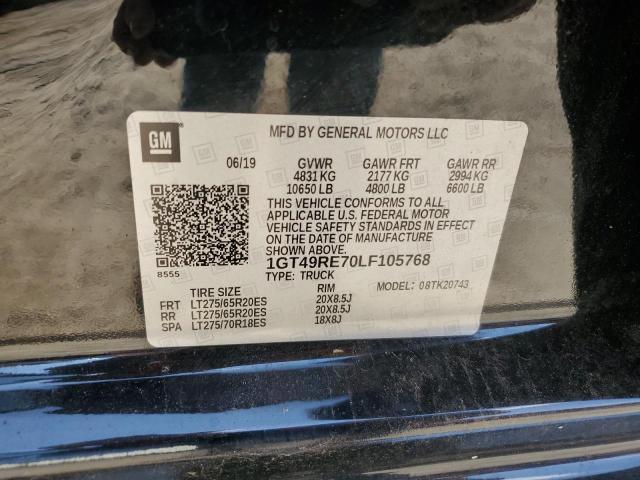 GM
MFD BY GENERAL MOTORS LLC
06/19 GVWR GAWR FRT GAWR RR
4831 KG 2177 KG 2994 KG
10650 LB 4800 LB 6600 LB
THIS VEHICLE CONFORMS TO ALL
APPLICABLE U.S. FEDERAL MOTOR
VEHICLE SAFETY STANDARDS IN
EFFECT ON THE DATE OF MANUFACTURE
SHOWN ABOVE.
8555
1GT49RE70LF105768
TYPE: TRUCK MODEL: 08TK20743
TIRE SIZE RIM
FRT LT275/65R20ES 20X8.5J
RR LT275/65R20ES 20X8.5J
SPA LT275/70R18ES 18X8J